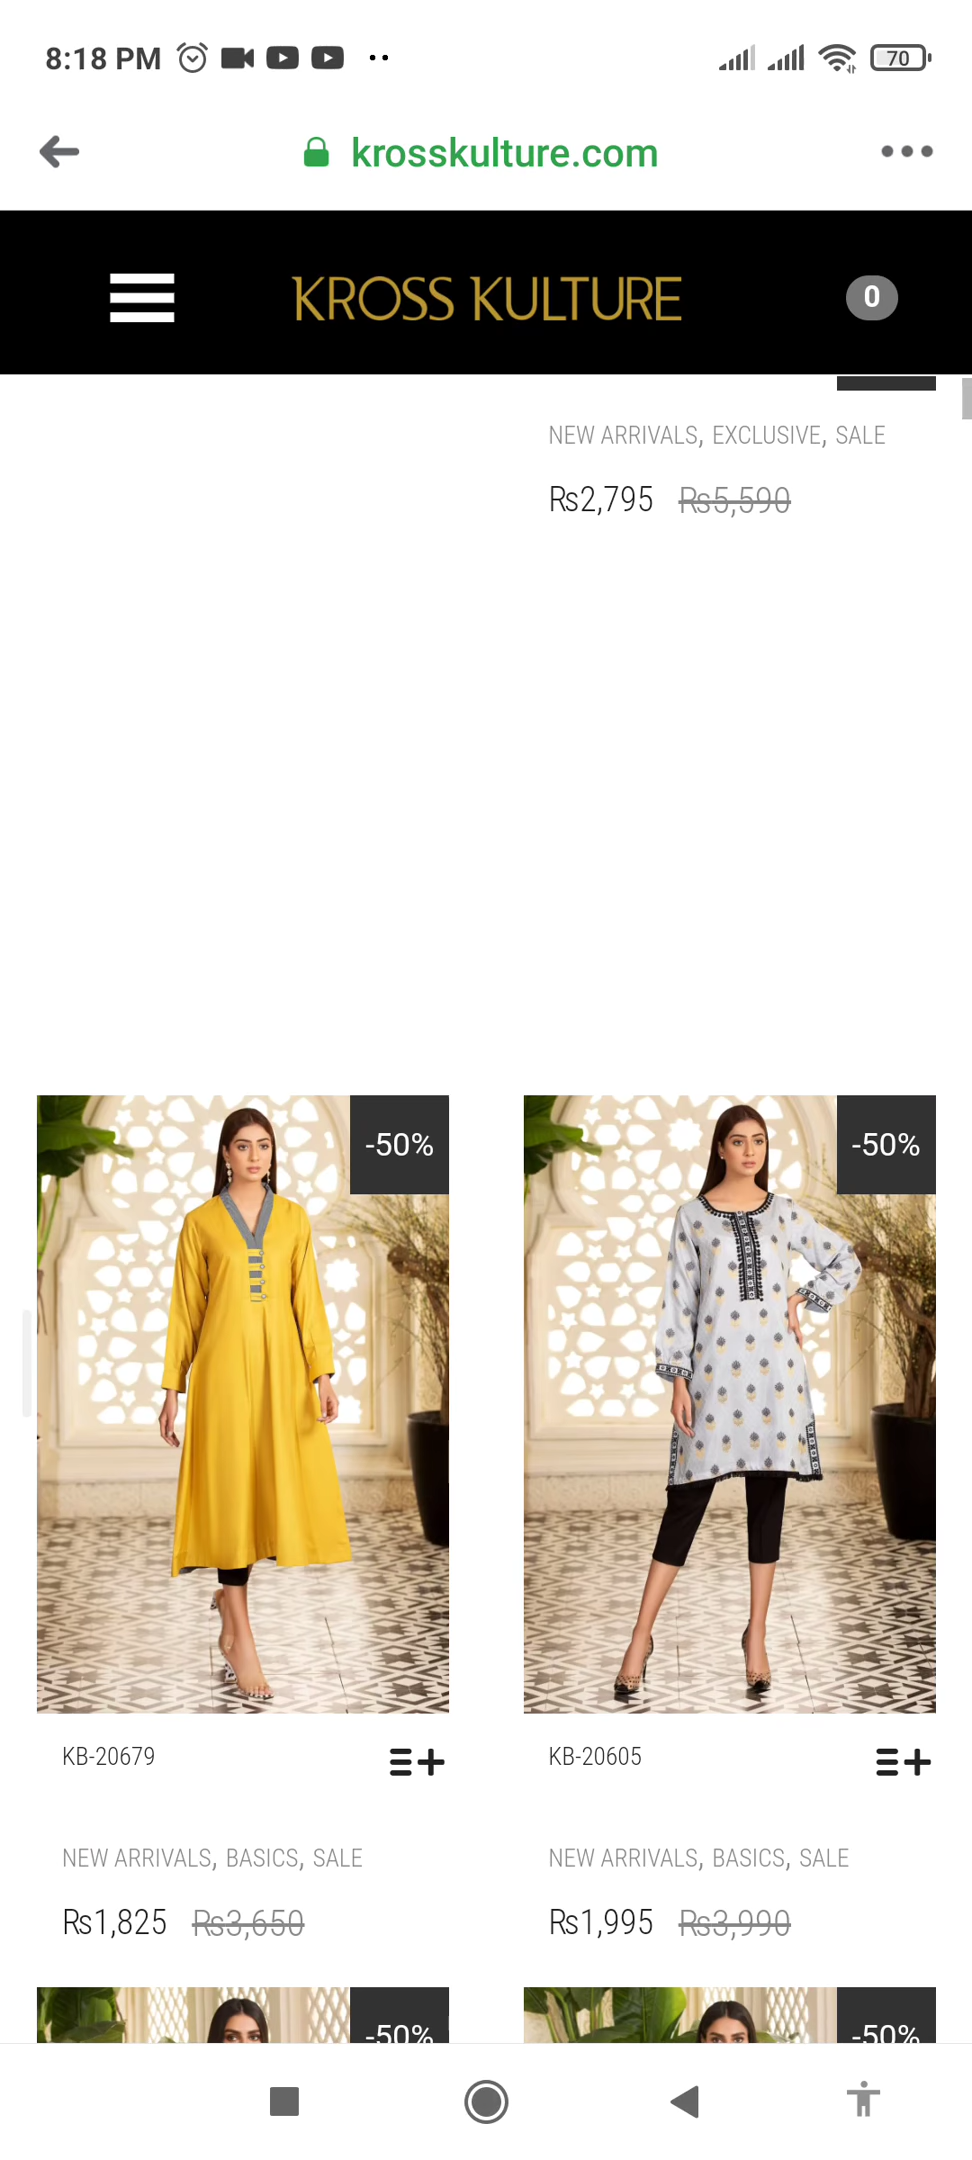 8:18 PM
70
krosskulture.com
KROSS KULTURE
0
NEW ARRIVALS, EXCLUSIVE, SALE
₨2,795 ₨5,590
-50%
-50%
KB-20679
KB-20605
NEW ARRIVALS, BASICS, SALE
NEW ARRIVALS, BASICS, SALE
₨1,825 ₨3,650
₨1,995 ₨3,990
-50%
-50%